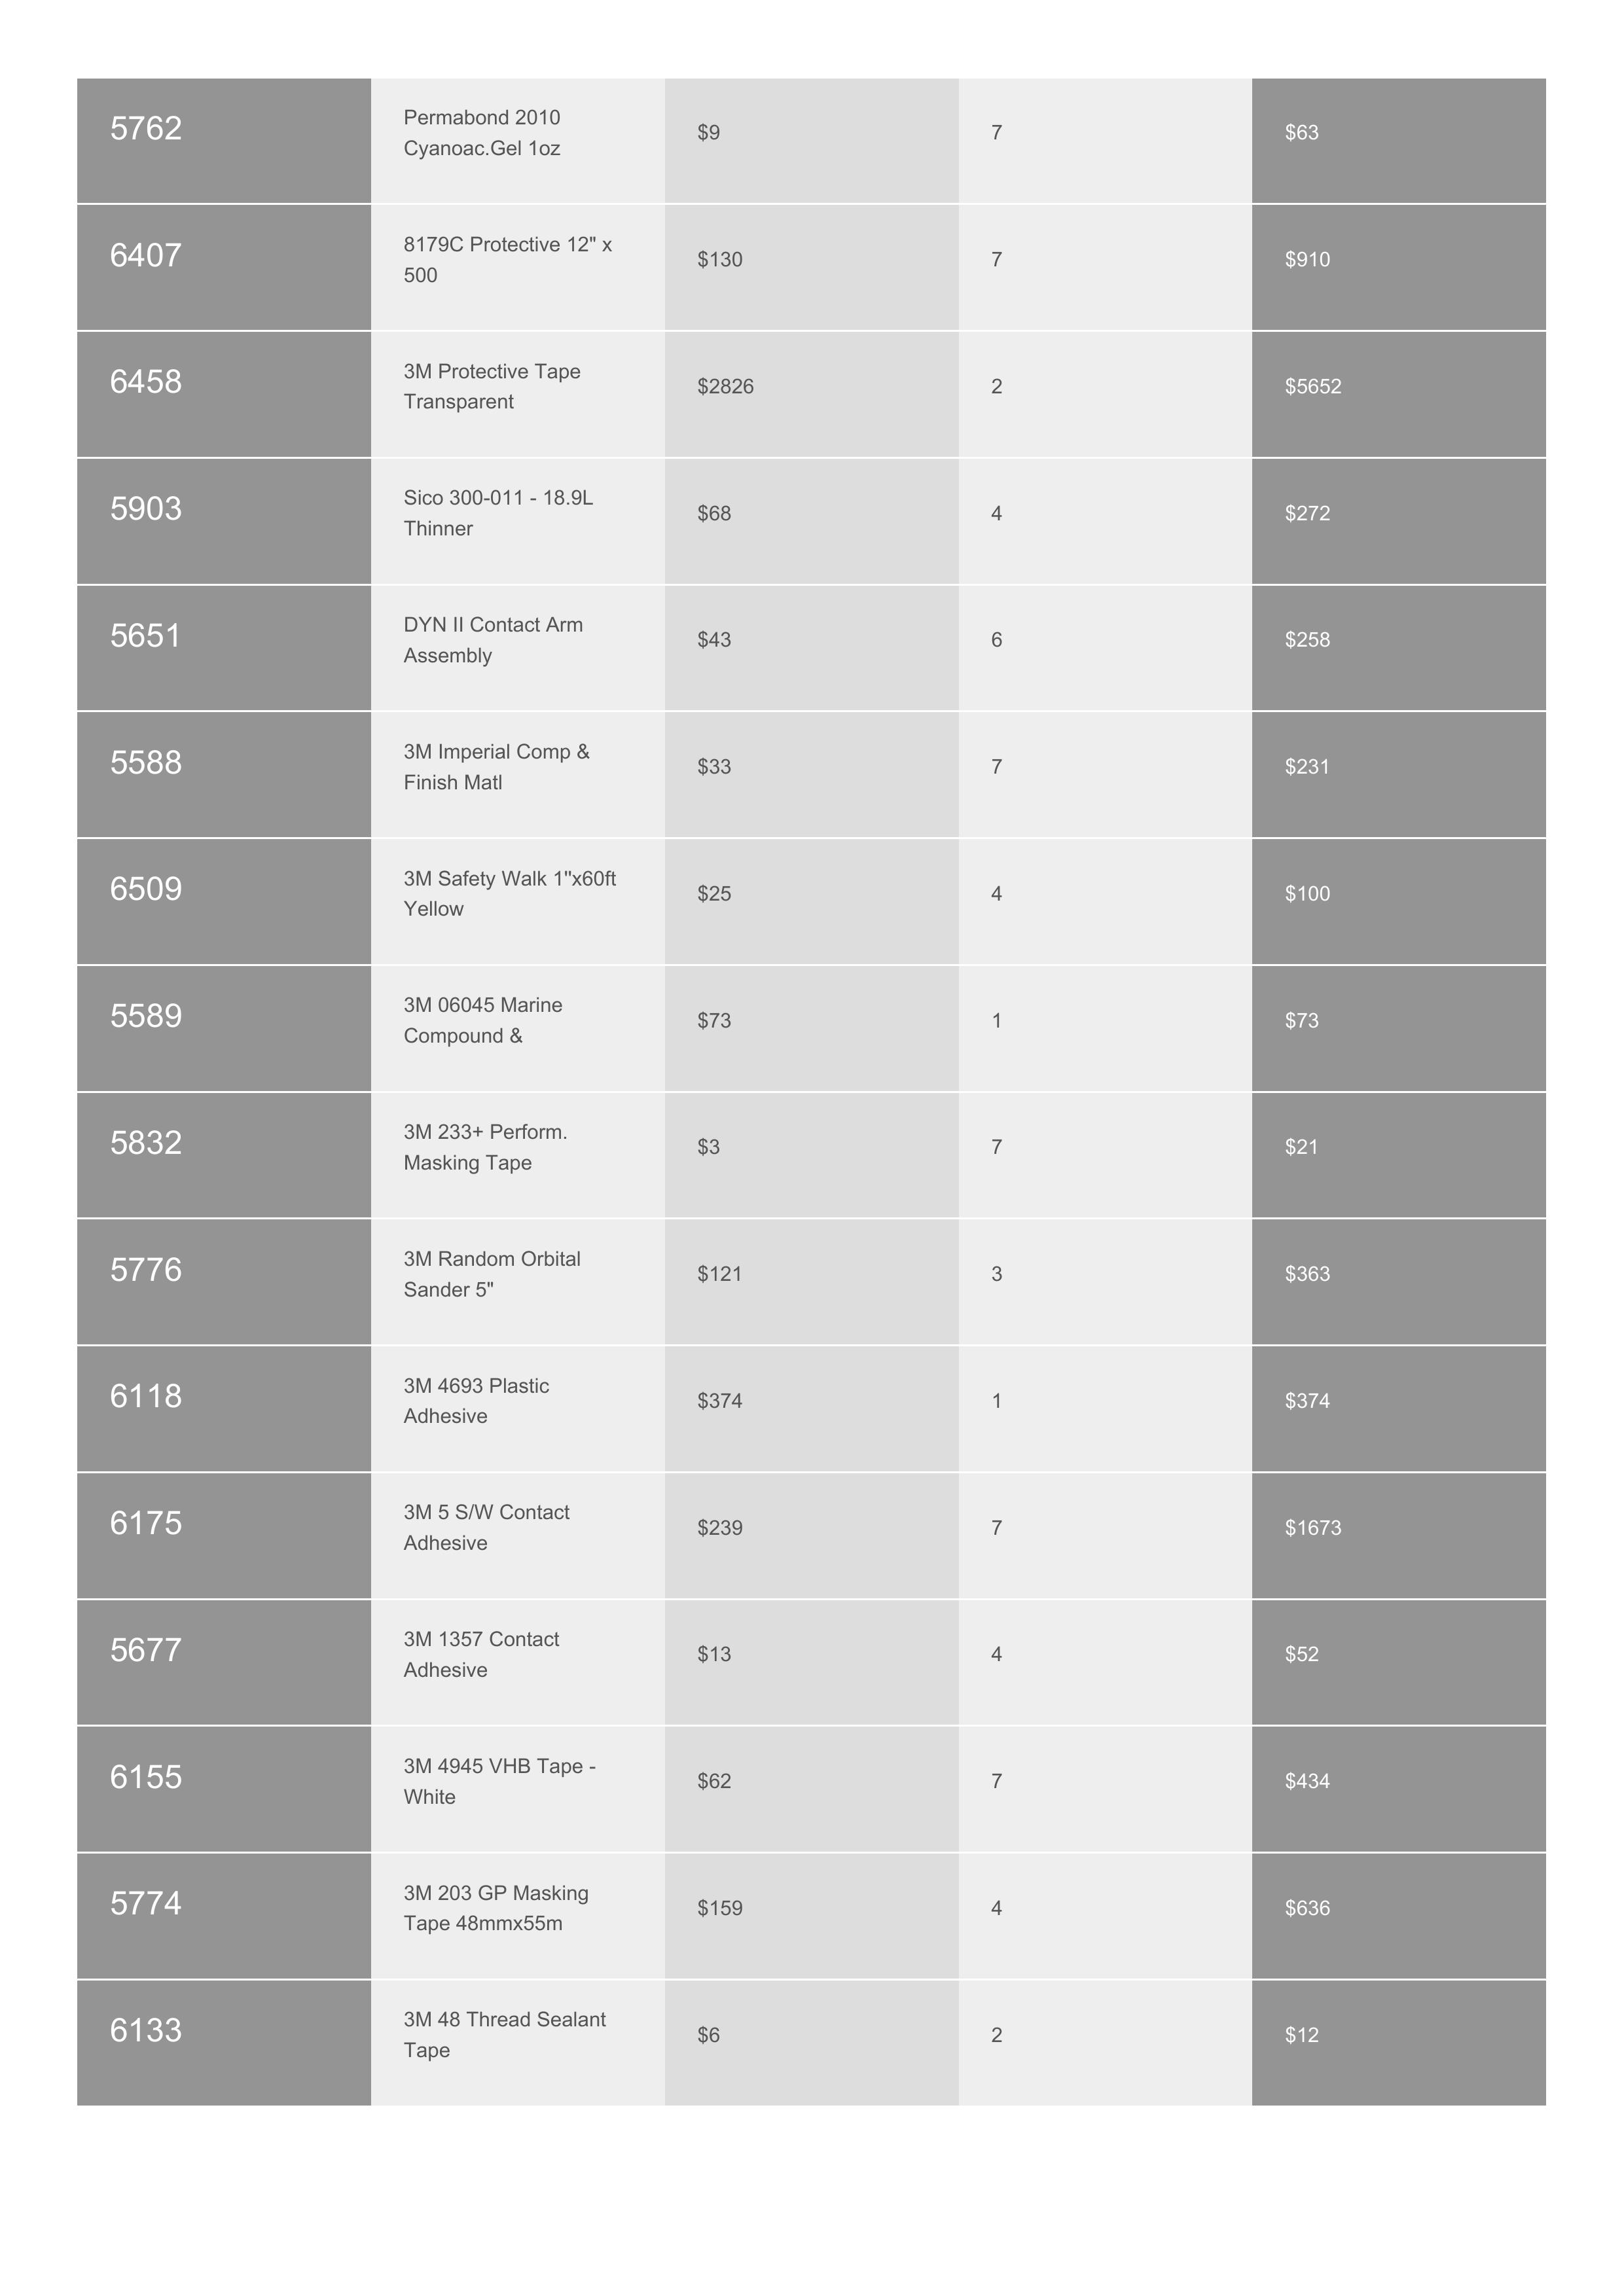 5762
Permabond 2010
Cyanoac.Gel 1oz
$9
7
$63
6407
8179C Protective 12" x
500
$130
7
$910
6458
3M Protective Tape
Transparent
$2826
2
$5652
5903
Sico 300-011 - 18.9L
Thinner
$68
4
$272
5651
DYN II Contact Arm
Assembly
$43
6
$258
5588
3M Imperial Comp &
Finish Matl
$33
7
$231
6509
3M Safety Walk 1"x60ft
Yellow
$25
4
$100
5589
3M 06045 Marine
Compound &
$73
1
$73
5832
3M 233+ Perform.
Masking Tape
$3
7
$21
5776
3M Random Orbital
Sander 5"
$121
3
$363
6118
3M 4693 Plastic
Adhesive
$374
1
$374
6175
3M 5 S/W Contact
Adhesive
$239
7
$1673
5677
3M 1357 Contact
Adhesive
$13
4
$52
6155
3M 4945 VHB Tape -
White
$62
7
$434
5774
3M 203 GP Masking
Tape 48mmx55m
$159
4
$636
6133
3M 48 Thread Sealant
Tape
$6
2
$12